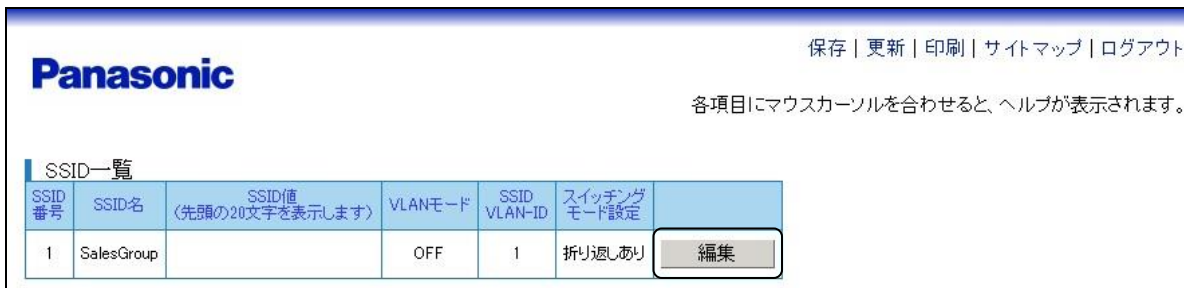 保存 | 更新 | 印刷 | サイトマップ | ログアウト
Panasonic
各項目にマウスカーソルを合わせると、ヘルプが表示されます。
SSID一覧
SSID番号 SSID名 SSID値(先頭の20文字を表示します) VLANモード SSID VLAN-ID スイッチングモード設定
1 SalesGroup OFF 1 折り返しあり 編集